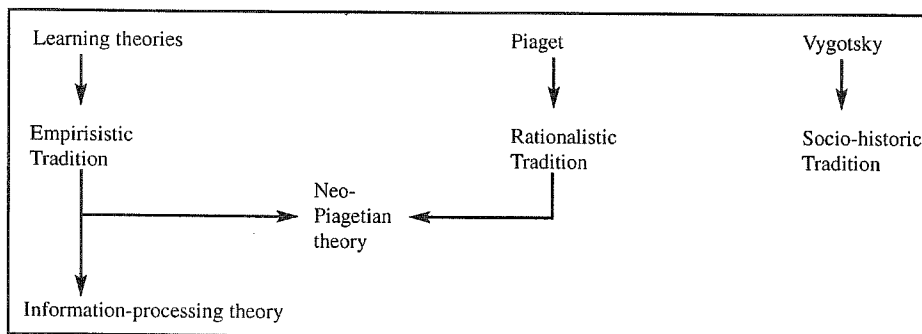 Learning theories
Piaget
Vygotsky
Empirisistic
Tradition
Rationalistic
Tradition
Socio-historic
Tradition
Neo-
Piagetian
theory
Information-processing theory